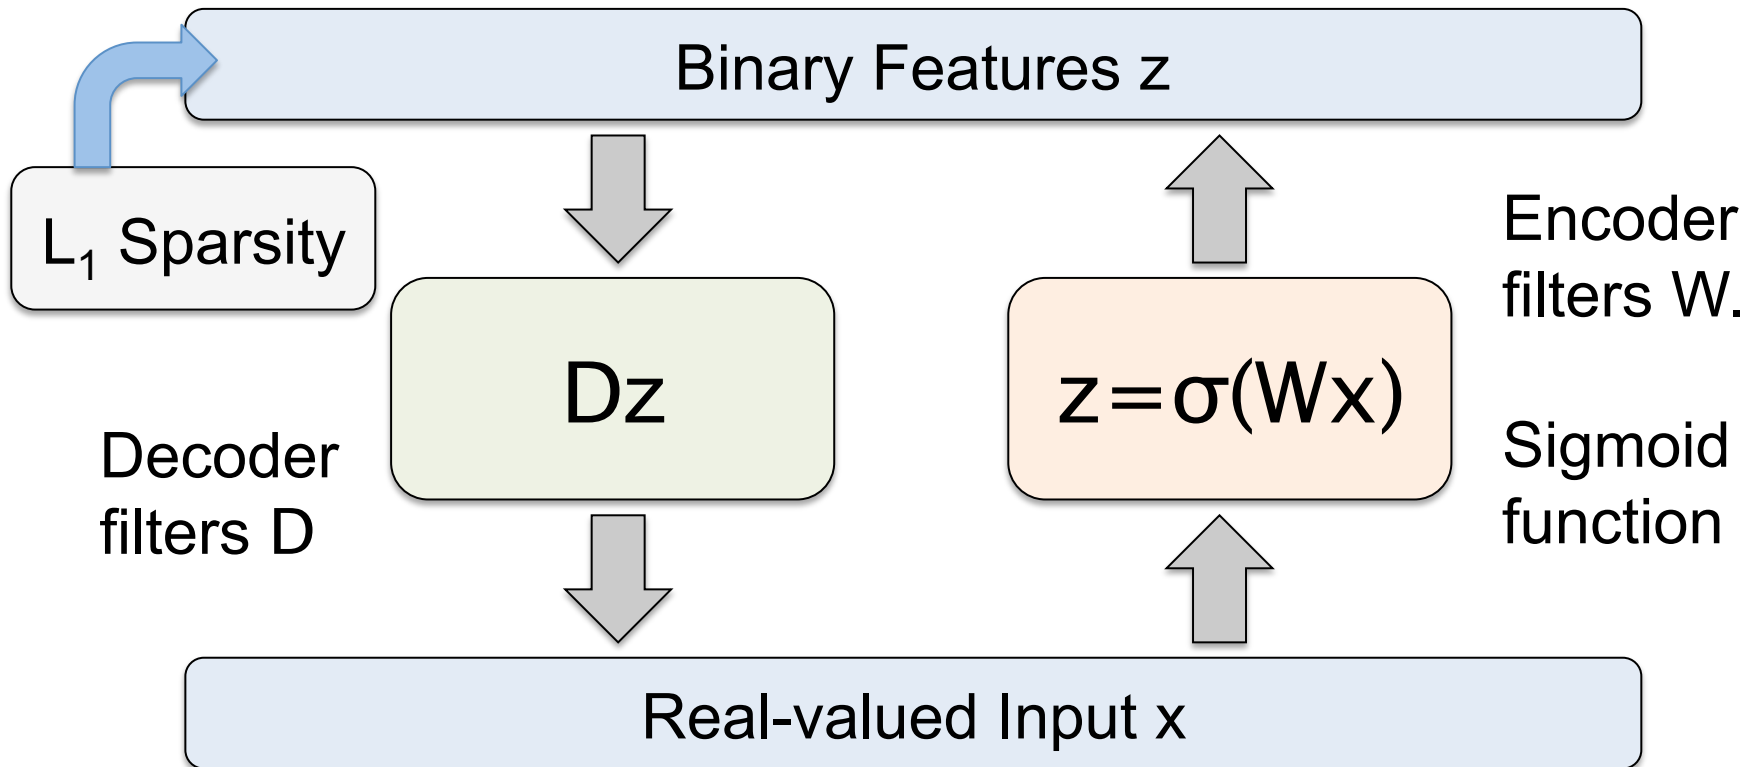 Binary Features z
L₁ Sparsity
Encoder
filters W.
Dz
z=σ(Wx)
Decoder
filters D
Sigmoid
function
Real-valued Input x